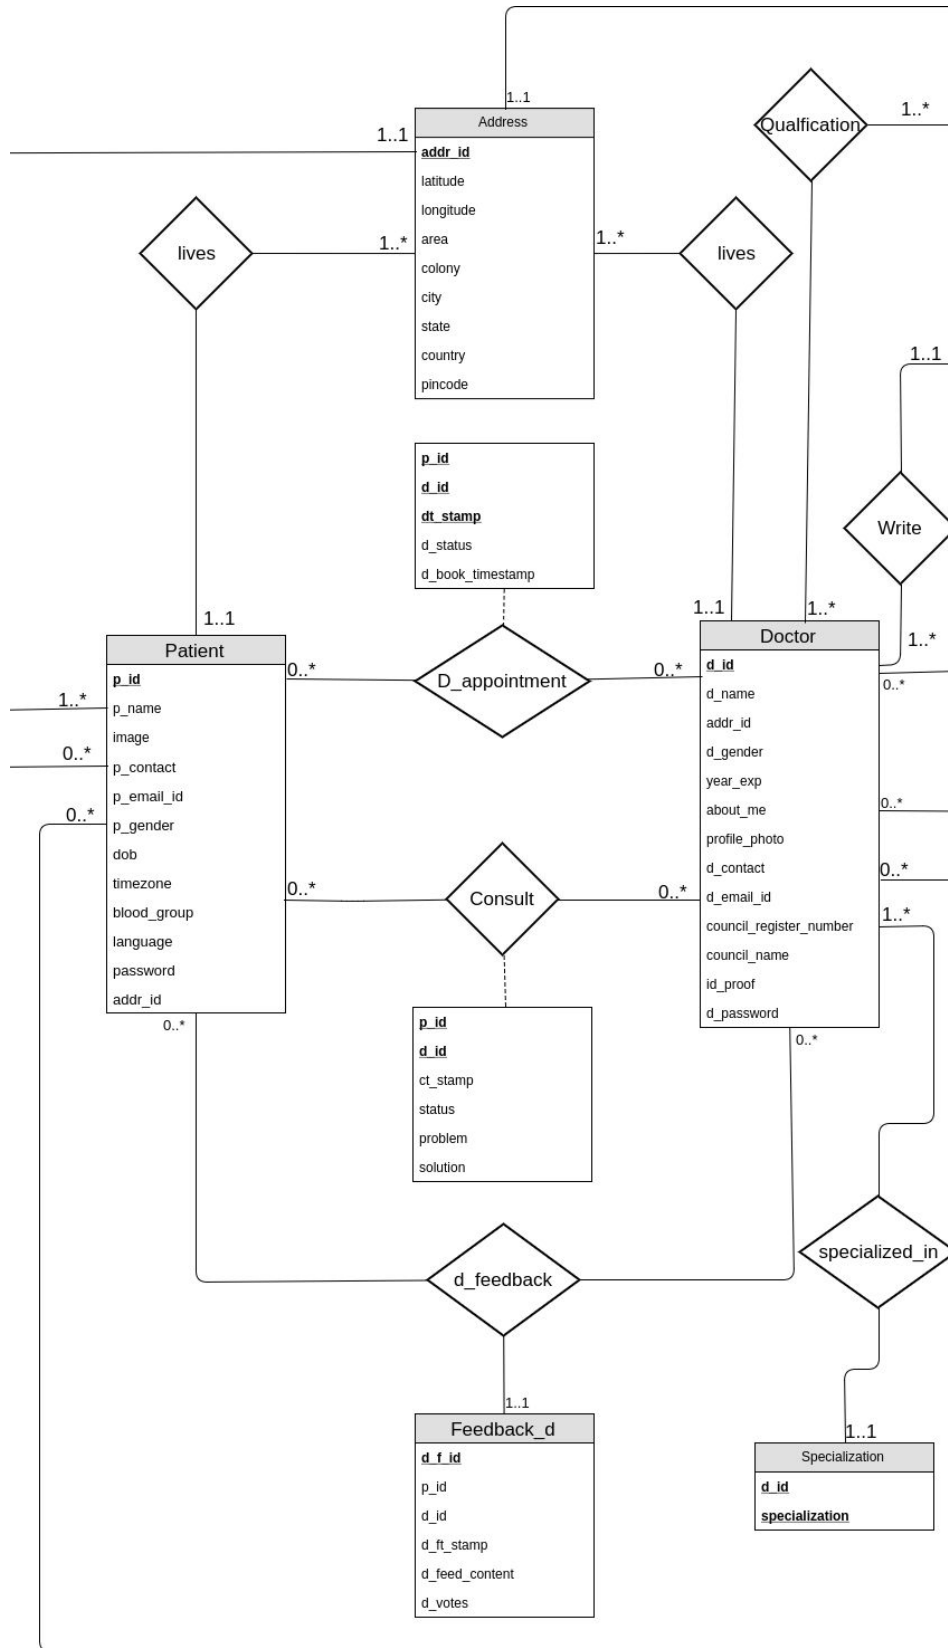 1..1
Address
addr_id
latitude
longitude
area
colony
city
state
country
pincode
1..1
1..*
1..*
lives
lives
Qualfication
1..*
1..1
Write
1..*
p_id
d_id
dt_stamp
d_status
d_book_timestamp
1..1
1..1
1..*
Patient
p_id
p_name
image
p_contact
p_email_id
p_gender
dob
timezone
blood_group
language
password
addr_id
1..*
0..*
0..*
0..*
D_appointment
0..*
Doctor
d_id
d_name
addr_id
d_gender
year_exp
about_me
profile_photo
d_contact
d_email_id
council_register_number
council_name
id_proof
d_password
0..*
0..*
0..*
1..*
0..*
Consult
0..*
p_id
d_id
ct_stamp
status
problem
solution
0..*
0..*
d_feedback
specialized_in
1..1
Feedback_d
d_f_id
p_id
d_id
d_ft_stamp
d_feed_content
d_votes
1..1
Specialization
d_id
specialization